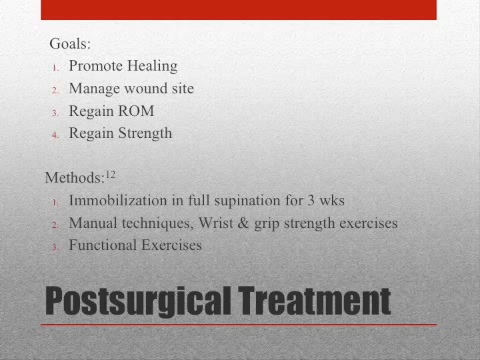 Goals:
1. Promote Healing
2. Manage wound site
3. Regain ROM
4. Regain Strength
Methods:12
1. Immobilization in full supination for 3 wks
2. Manual techniques, Wrist & grip strength exercises
3. Functional Exercises
Postsurgical Treatment